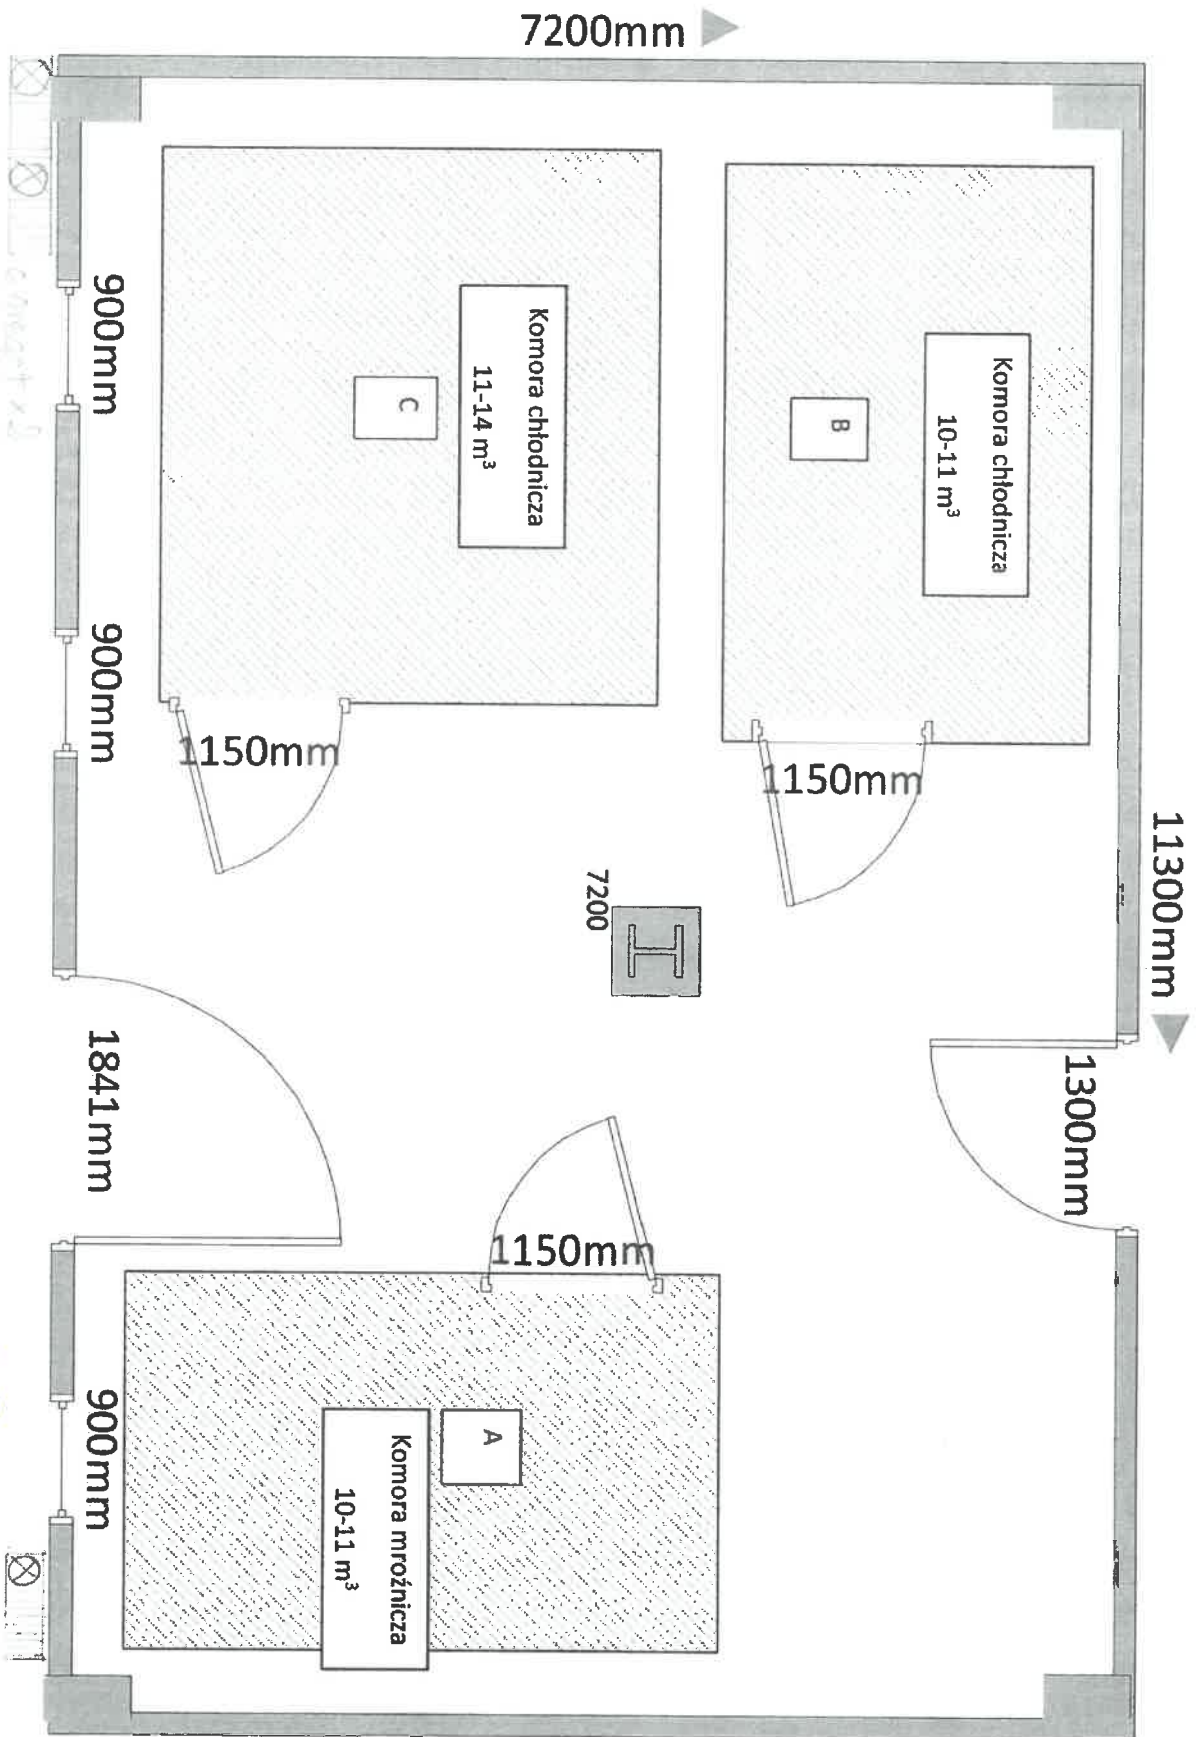 7200mm
11300mm
Komora chłodnicza
10-11 m³
B
Komora chłodnicza
11-14 m³
C
900mm
900mm
1150mm
1150mm
7200
1300mm
1841mm
1150mm
A
Komora mroźnicza
10-11 m³
900mm